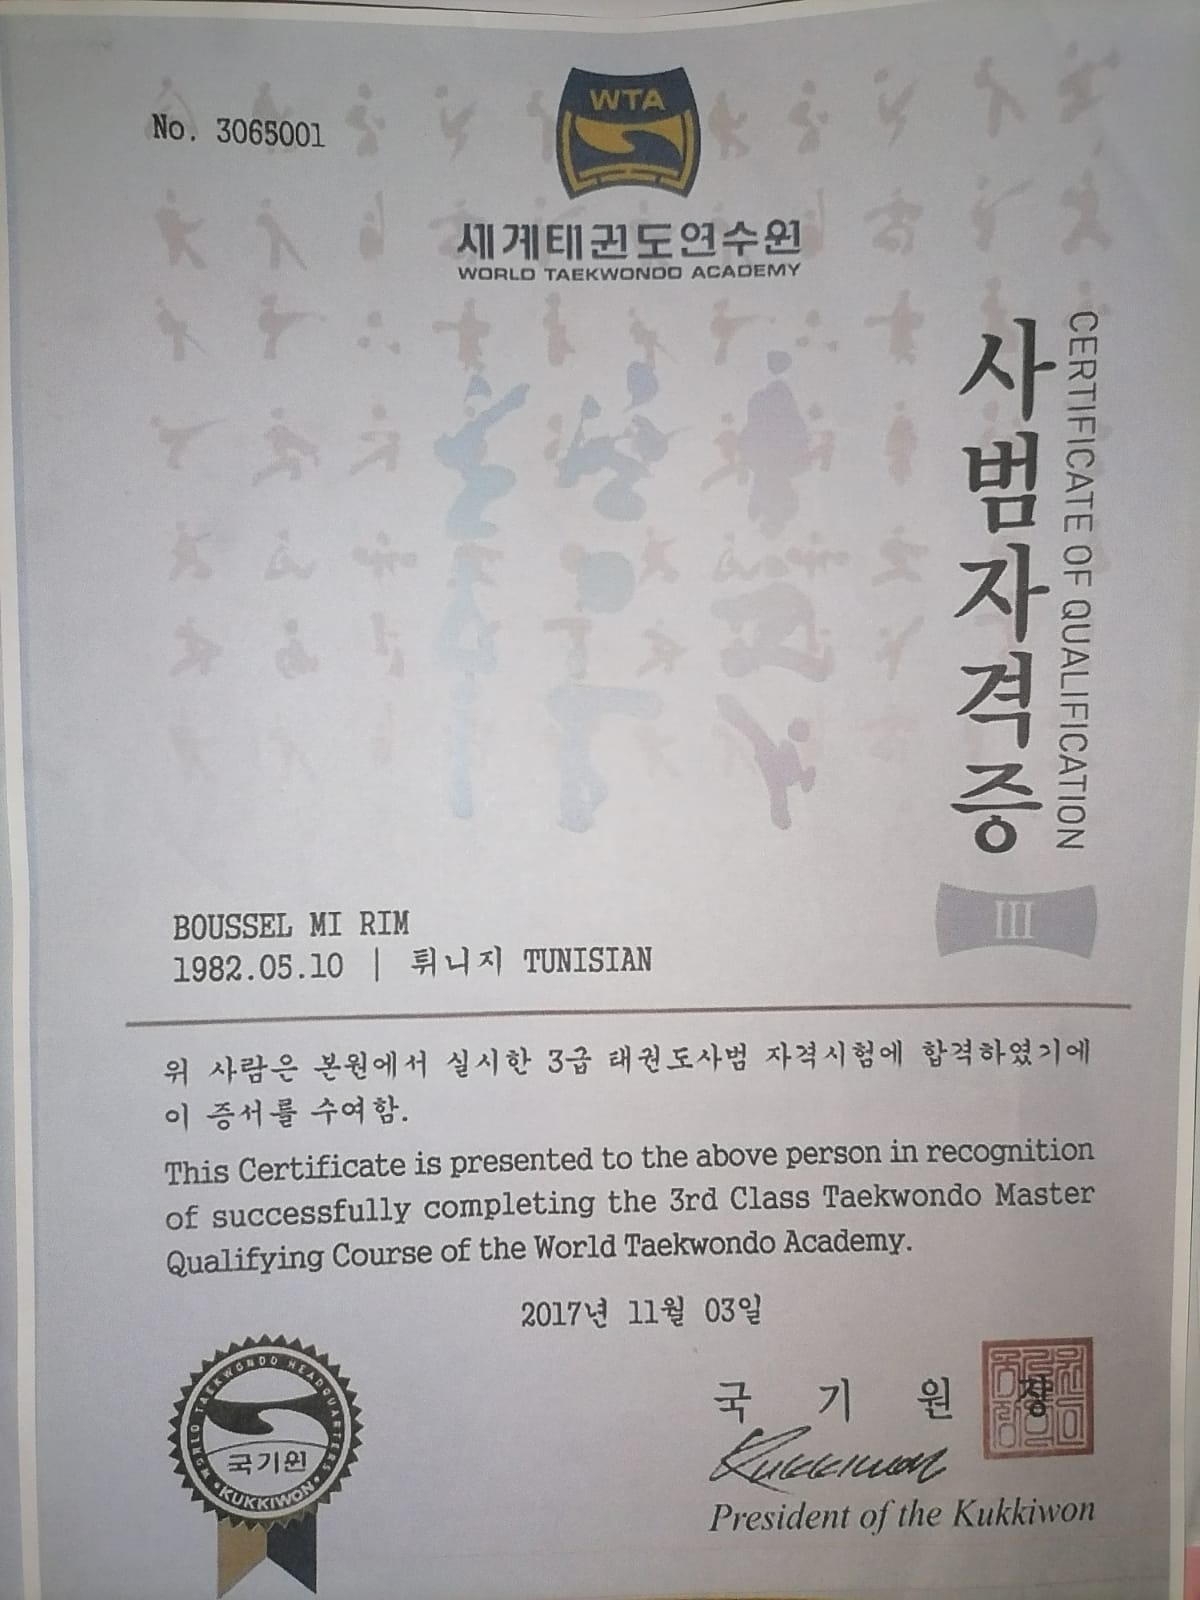 No. 3065001
WTA
세계태권도연수원
WORLD TAEKWONDO ACADEMY
사범자격증
CERTIFICATE OF QUALIFICATION
III
BOUSSEL MI RIM
1982.05.10 | 튀니지 TUNISIAN
위 사람은 본원에서 실시한 3급 태권도사범 자격시험에 합격하였기에
이 증서를 수여함.
This Certificate is presented to the above person in recognition
of successfully completing the 3rd Class Taekwondo Master
Qualifying Course of the World Taekwondo Academy.
2017년 11월 03일
WORLD TAEKWONDO HEADQUARTERS
국기원
KUKKIWON
국 기 원 장
Kukkiwon
President of the Kukkiwon